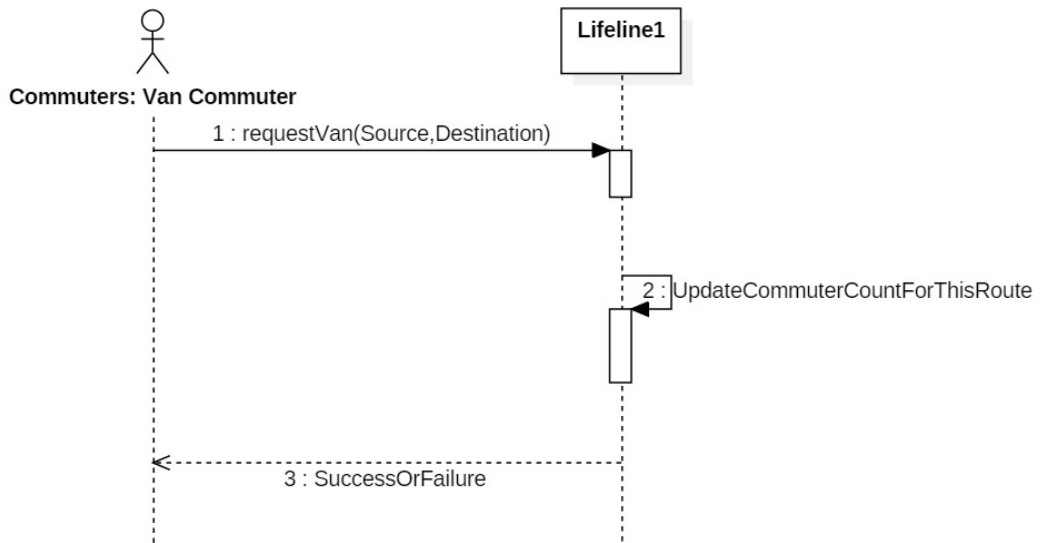 Lifeline1
Commuters: Van Commuter
1 : requestVan(Source,Destination)
2 : UpdateCommuterCountForThisRoute
3 : SuccessOrFailure